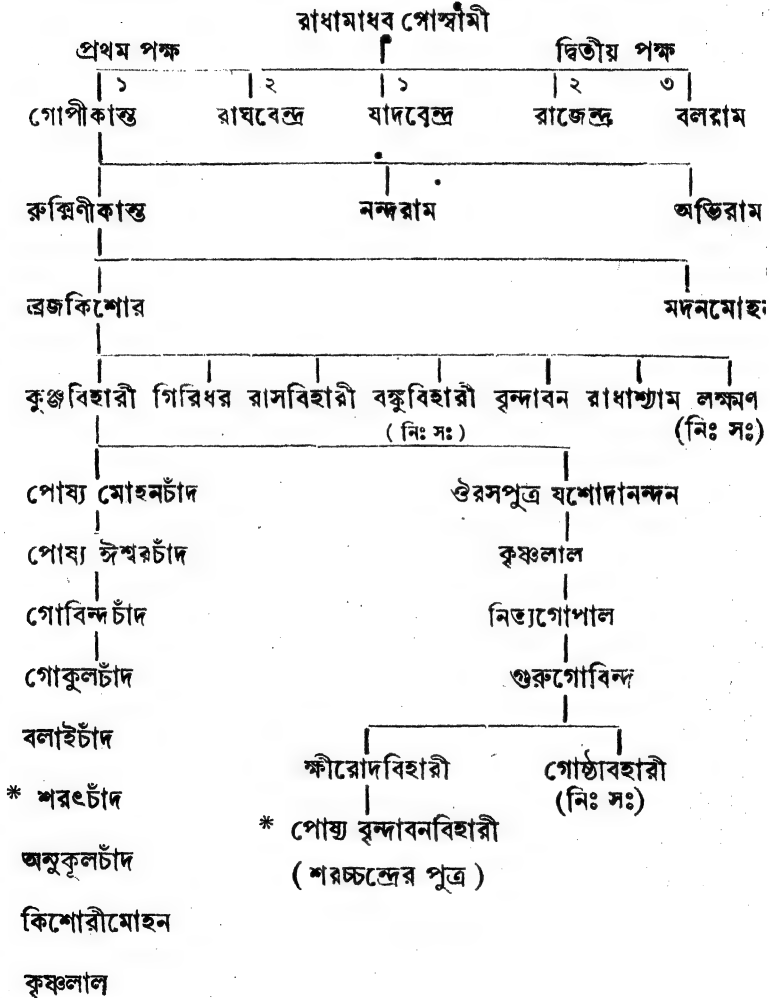 রাধামাধব গোস্বামী
প্রথম পক্ষ দ্বিতীয় পক্ষ
১ ২ ১ ২ ৩
গোপীকান্ত রাঘবেন্দ্র যাদবেন্দ্র রাজেন্দ্র বলরাম
রুক্মিণীকান্ত নন্দরাম অভিরাম
ব্রজকিশোর মদনমোহন
কুঞ্জবিহারী গিরিধর রাসবিহারী বঙ্কুবিহারী বৃন্দাবন রাধাশ্যাম লক্ষ্মণ
( নিঃ সঃ ) (নিঃ সঃ)
পোষ্য মোহনচাঁদ ঔরসপুত্র যশোদানন্দন
পোষ্য ঈশ্বরচাঁদ কৃষ্ণলাল
গোবিন্দচাঁদ নিত্যগোপাল
গোকুলচাঁদ গুরুগোবিন্দ
বলাইচাঁদ
ক্ষীরোদবিহারী গোষ্ঠাবহারী
* শরৎচাঁদ (নিঃ সঃ)
* পোষ্য বৃন্দাবনবিহারী
অনুকূলচাঁদ ( শরচ্চন্দ্রের পুত্র )
কিশোরীমোহন
কৃষ্ণলাল